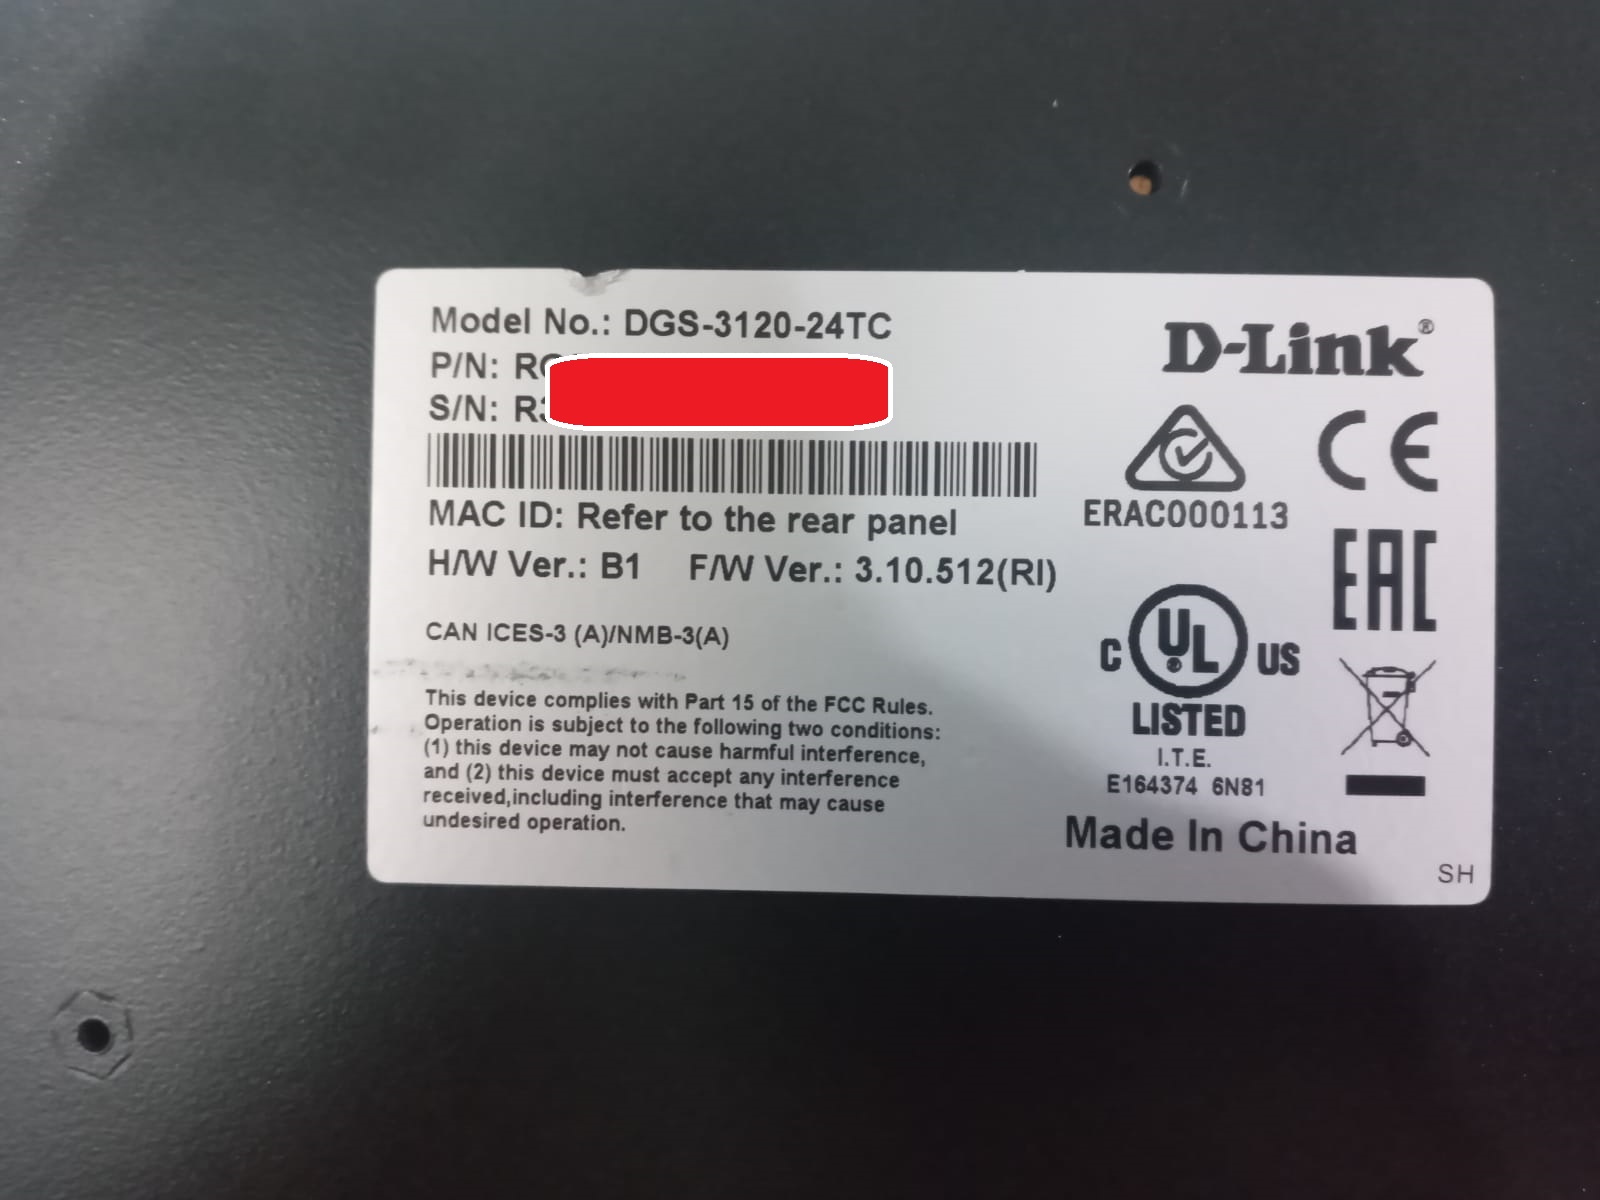 Model No.: DGS-3120-24TC
P/N:
S/N:
MAC ID: Refer to the rear panel
H/W Ver.: B1 F/W Ver.: 3.10.512(RI)
CAN ICES-3 (A)/NMB-3(A)
This device complies with Part 15 of the FCC Rules.
Operation is subject to the following two conditions:
(1) this device may not cause harmful interference,
and (2) this device must accept any interference
received,including interference that may cause
undesired operation.
D-Link®
CE
ERAC000113
EAC
C UL® US
LISTED
I.T.E.
E164374 6N81
Made In China
SH